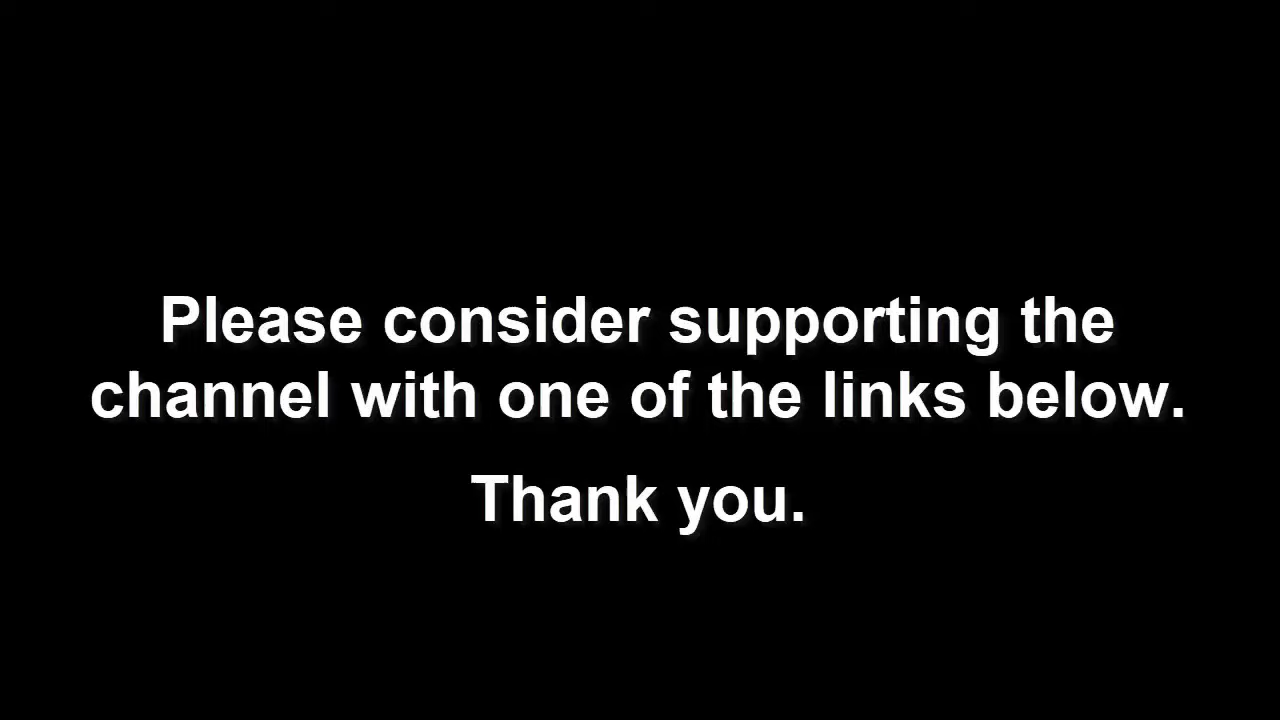 Please consider supporting the
channel with one of the links below.
Thank you.